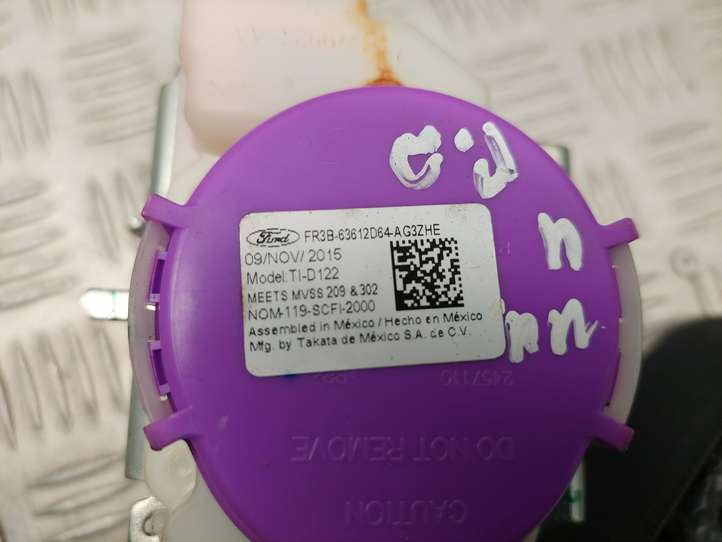 Ford FR3B-63612D64-AG3ZHE
09/NOV/2015
Model: TI-D122
MEETS MVSS 209 & 302
NOM-119-SCFI-2000
Assembled in México / Hecho en México
Mfg. by Takata de México S.A. de C.V.
2457110
DO NOT REMOVE
CAUTION